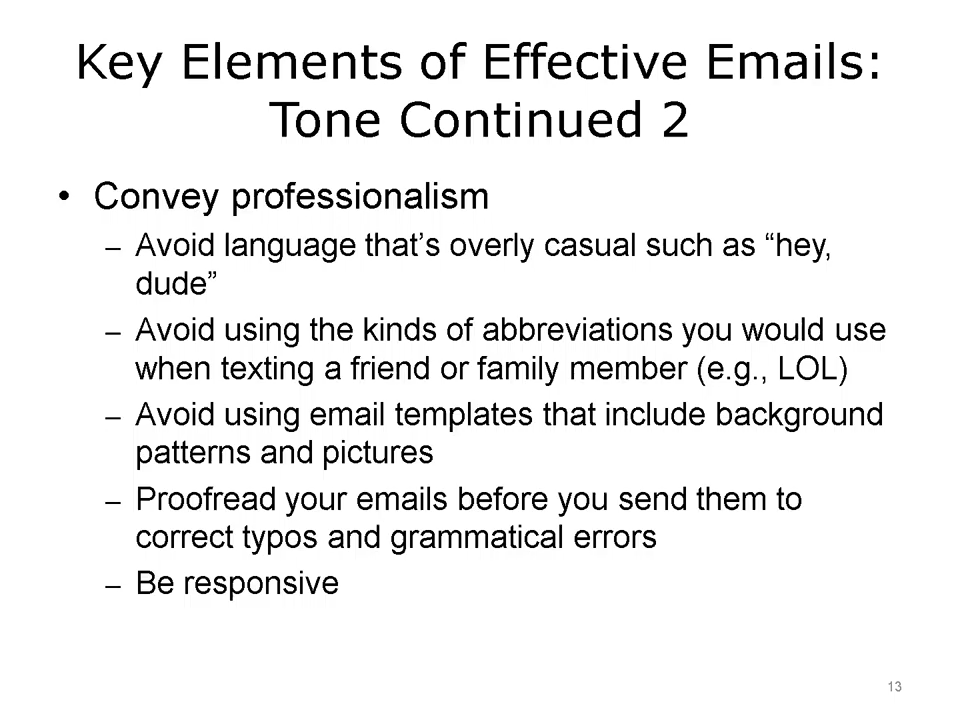 Key Elements of Effective Emails:
Tone Continued 2
• Convey professionalism
– Avoid language that’s overly casual such as “hey,
dude”
– Avoid using the kinds of abbreviations you would use
when texting a friend or family member (e.g., LOL)
– Avoid using email templates that include background
patterns and pictures
– Proofread your emails before you send them to
correct typos and grammatical errors
– Be responsive
13